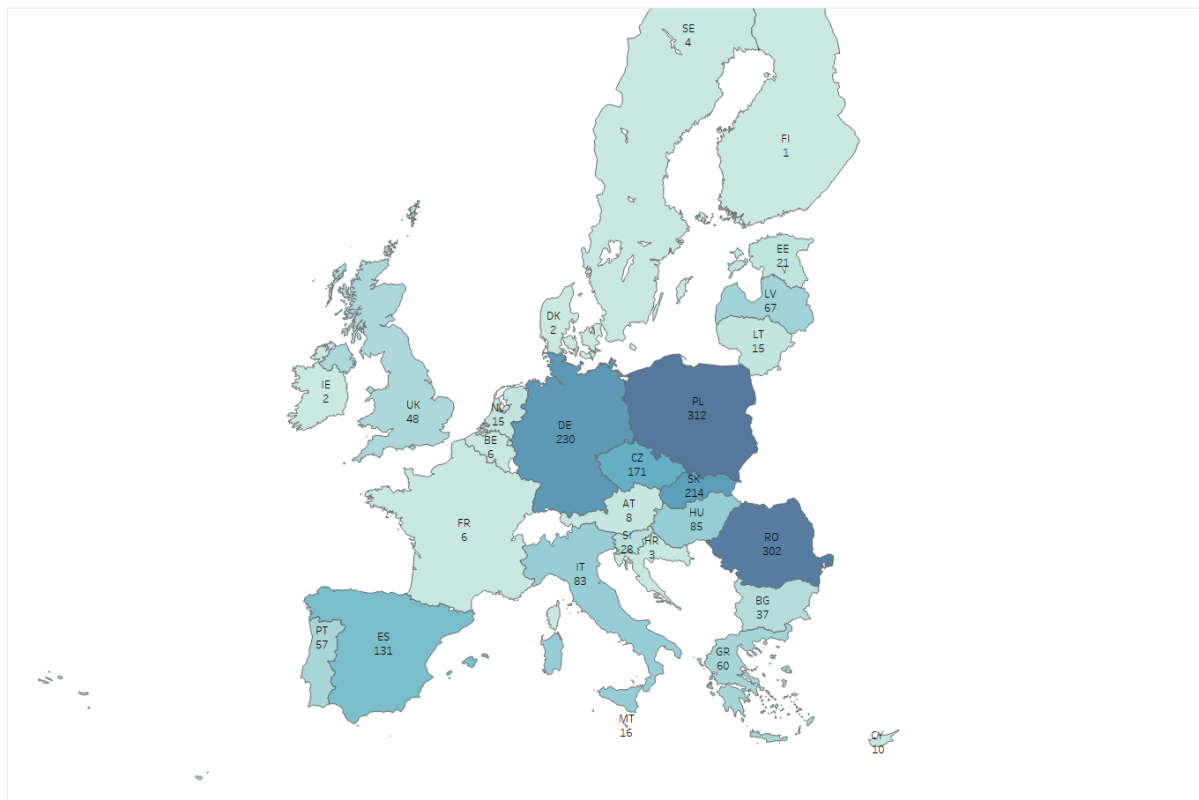 SE
4
FI
1
EE
21
LV
67
LT
15
DK
2
IE
2
UK
48
NL
15
BE
6
DE
230
PL
312
CZ
171
SK
214
AT
8
HU
85
FR
6
SI
28
HR
3
RO
302
IT
83
BG
37
PT
57
ES
131
GR
60
MT
16
CY
10